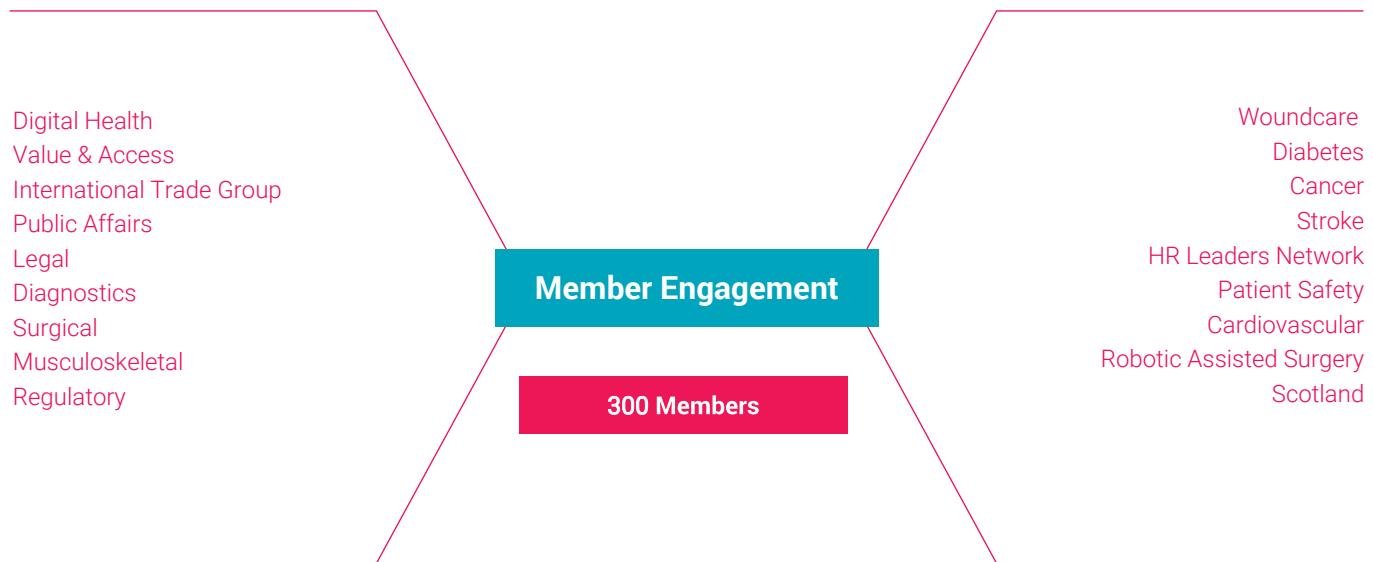 Digital Health
Value & Access
International Trade Group
Public Affairs
Legal
Diagnostics
Surgical
Musculoskeletal
Regulatory
Member Engagement
300 Members
Woundcare
Diabetes
Cancer
Stroke
HR Leaders Network
Patient Safety
Cardiovascular
Robotic Assisted Surgery
Scotland